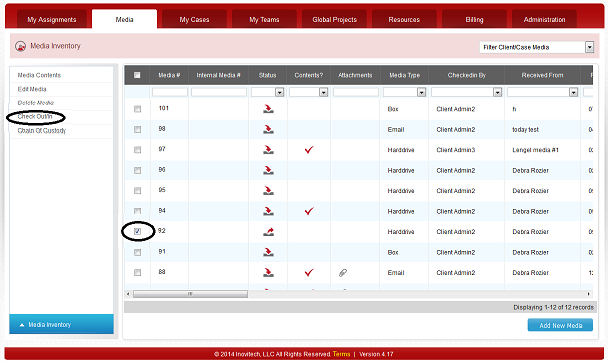 My Assignments Media My Cases My Teams Global Projects Resources Billing Administration
Media Inventory Filter Client/Case Media
Media Contents
Edit Media
Delete Media
Check Out/In
Chain Of Custody
Media Inventory
Media # Internal Media # Status Contents? Attachments Media Type CheckedIn By Received From
101 Box Client Admin2 h
98 Email Client Admin2 today test
97 Harddrive Client Admin3 Lengel media #1
96 Harddrive Client Admin2 Debra Rozier
95 Harddrive Client Admin2 Debra Rozier
94 Harddrive Client Admin2 Debra Rozier
92 Harddrive Client Admin2 Debra Rozier
91 Box Client Admin2 Debra Rozier
88 Email Client Admin2 Debra Rozier
Displaying 1-12 of 12 records
Add New Media
© 2014 Inovitech, LLC All Rights Reserved. Terms | Version 4.17